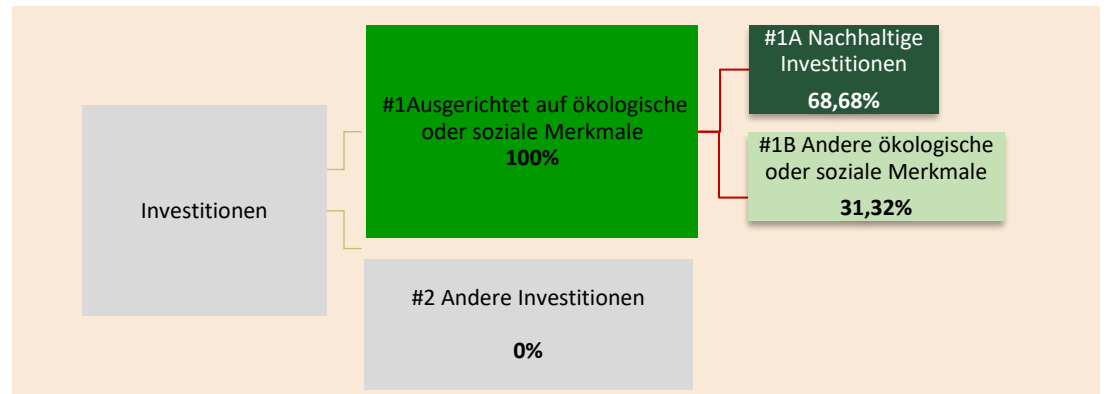 Investitionen
#1Ausgerichtet auf ökologische
oder soziale Merkmale
100%
#1A Nachhaltige
Investitionen
68,68%
#1B Andere ökologische
oder soziale Merkmale
31,32%
#2 Andere Investitionen
0%